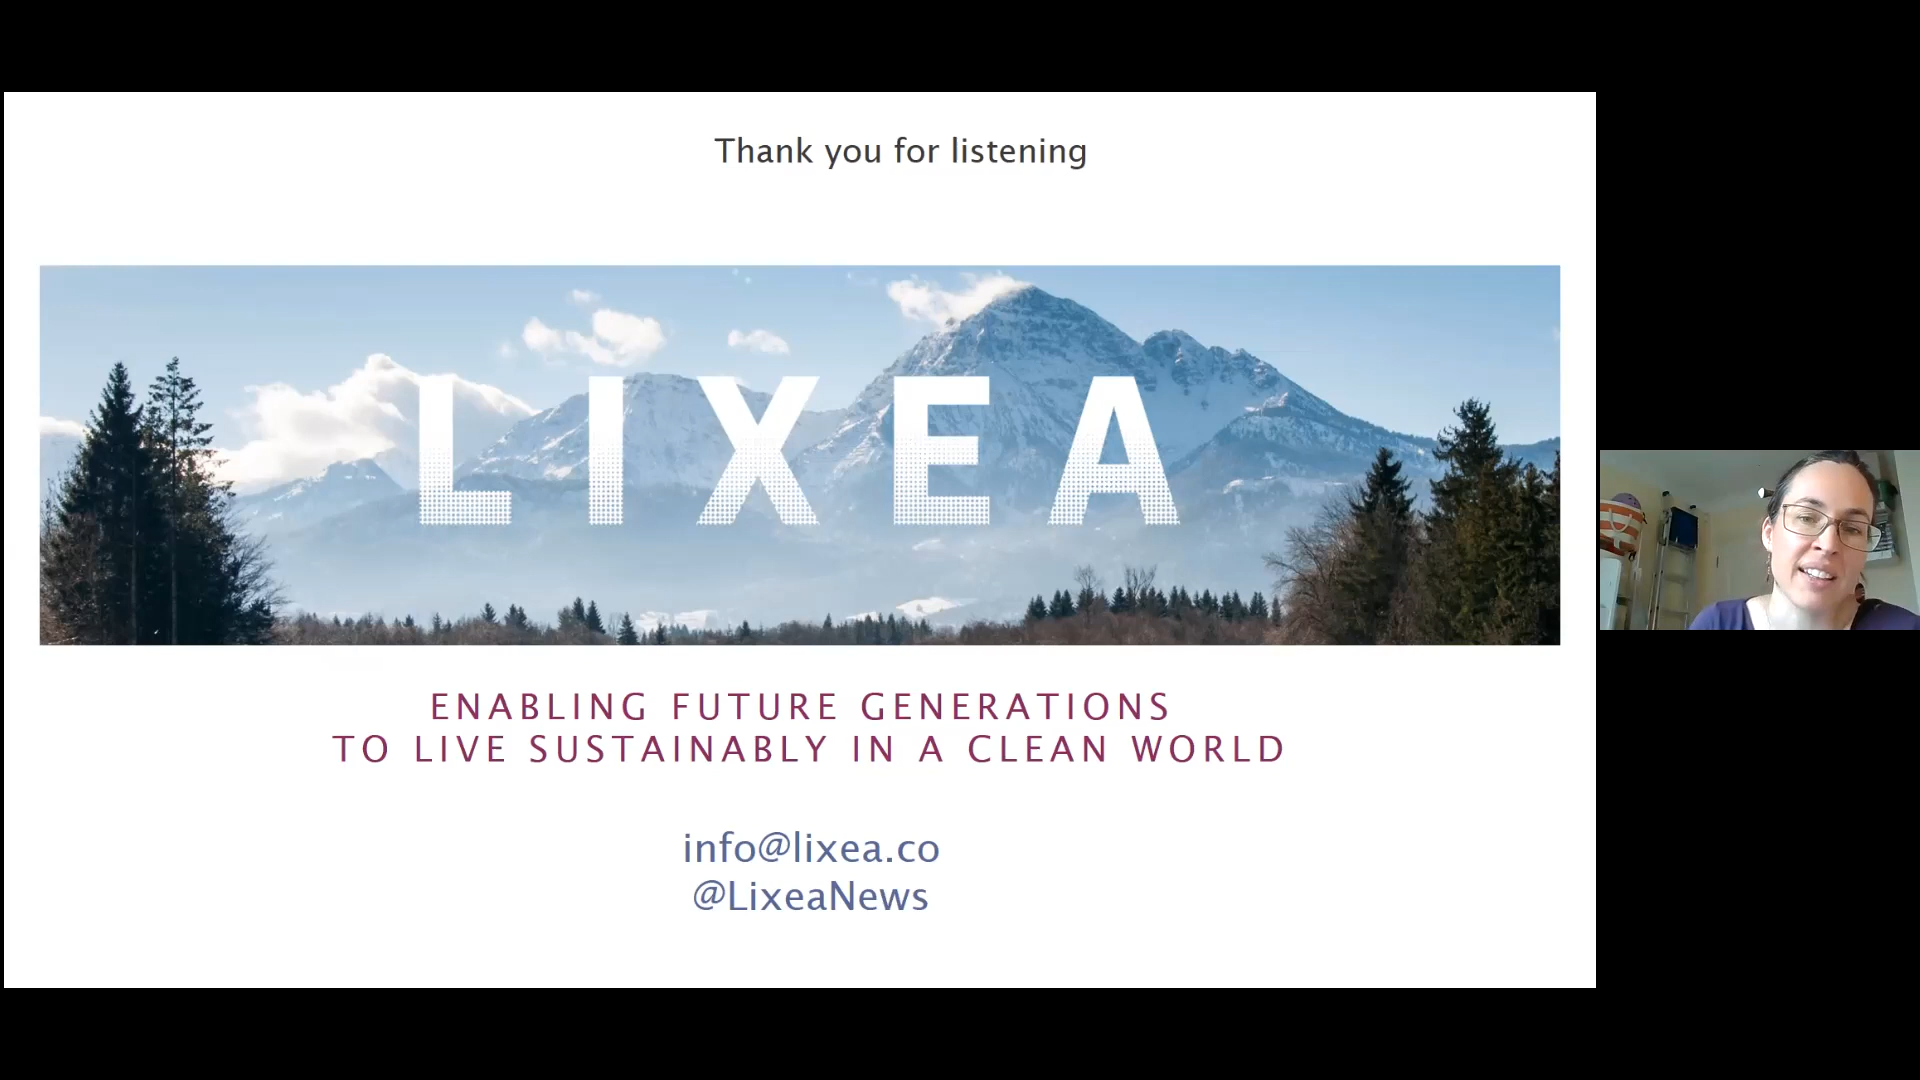 Thank you for listening
LIXEA
ENABLING FUTURE GENERATIONS
TO LIVE SUSTAINABLY IN A CLEAN WORLD
info@lixea.co
@LixeaNews